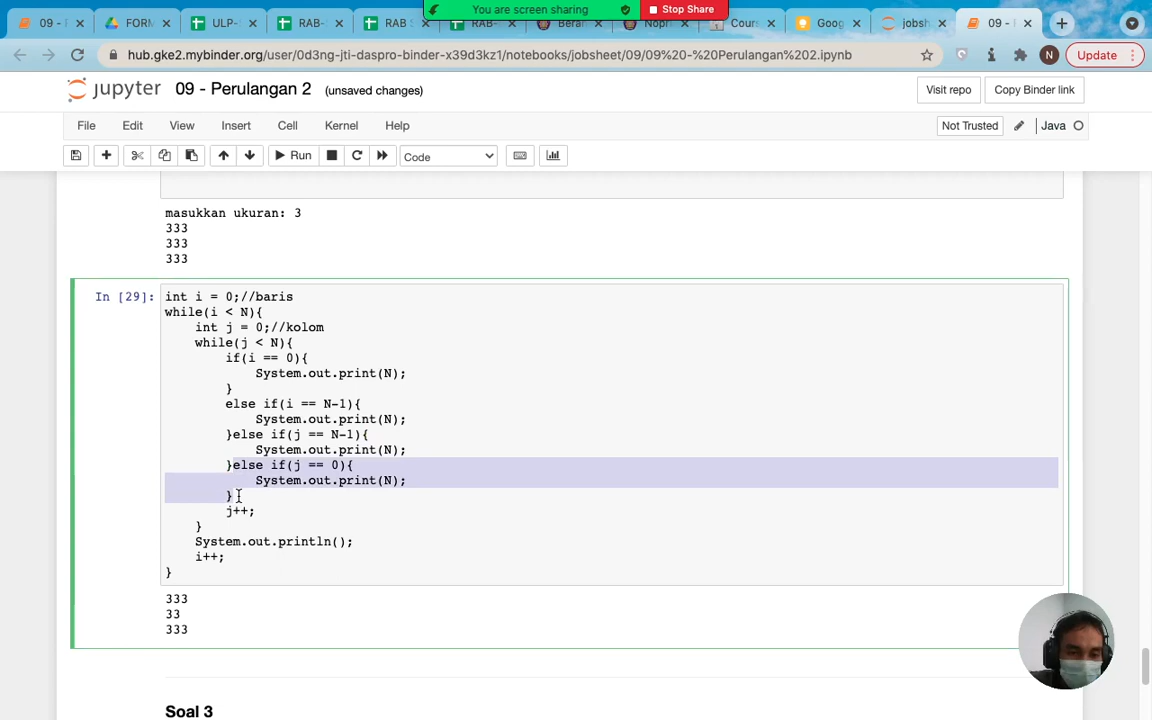 You are screen sharing
Stop Share
09 -
FORM
ULP-
RAB-
RAB
RAB-
Cours
Goog
jobsh
09 -
hub.gke2.mybinder.org/user/0d3ng-jti-daspro-binder-x39d3kz1/notebooks/jobsheet/09/09%20-%20Perulangan%202.ipynb
N
Update
jupyter 09 - Perulangan 2 (unsaved changes)
Visit repo
Copy Binder link
File Edit View Insert Cell Kernel Help
Not Trusted
Java
Run
Code
masukkan ukuran: 3
333
333
333
In [29]:
int i = 0;//baris
while(i < N){
int j = 0;//kolom
while(j < N){
if(i == 0){
System.out.print(N);
}
else if(i == N-1){
System.out.print(N);
}else if(j == N-1){
System.out.print(N);
}else if(j == 0){
System.out.print(N);
}
j++;
}
System.out.println();
i++;
}
333
33
333
Soal 3